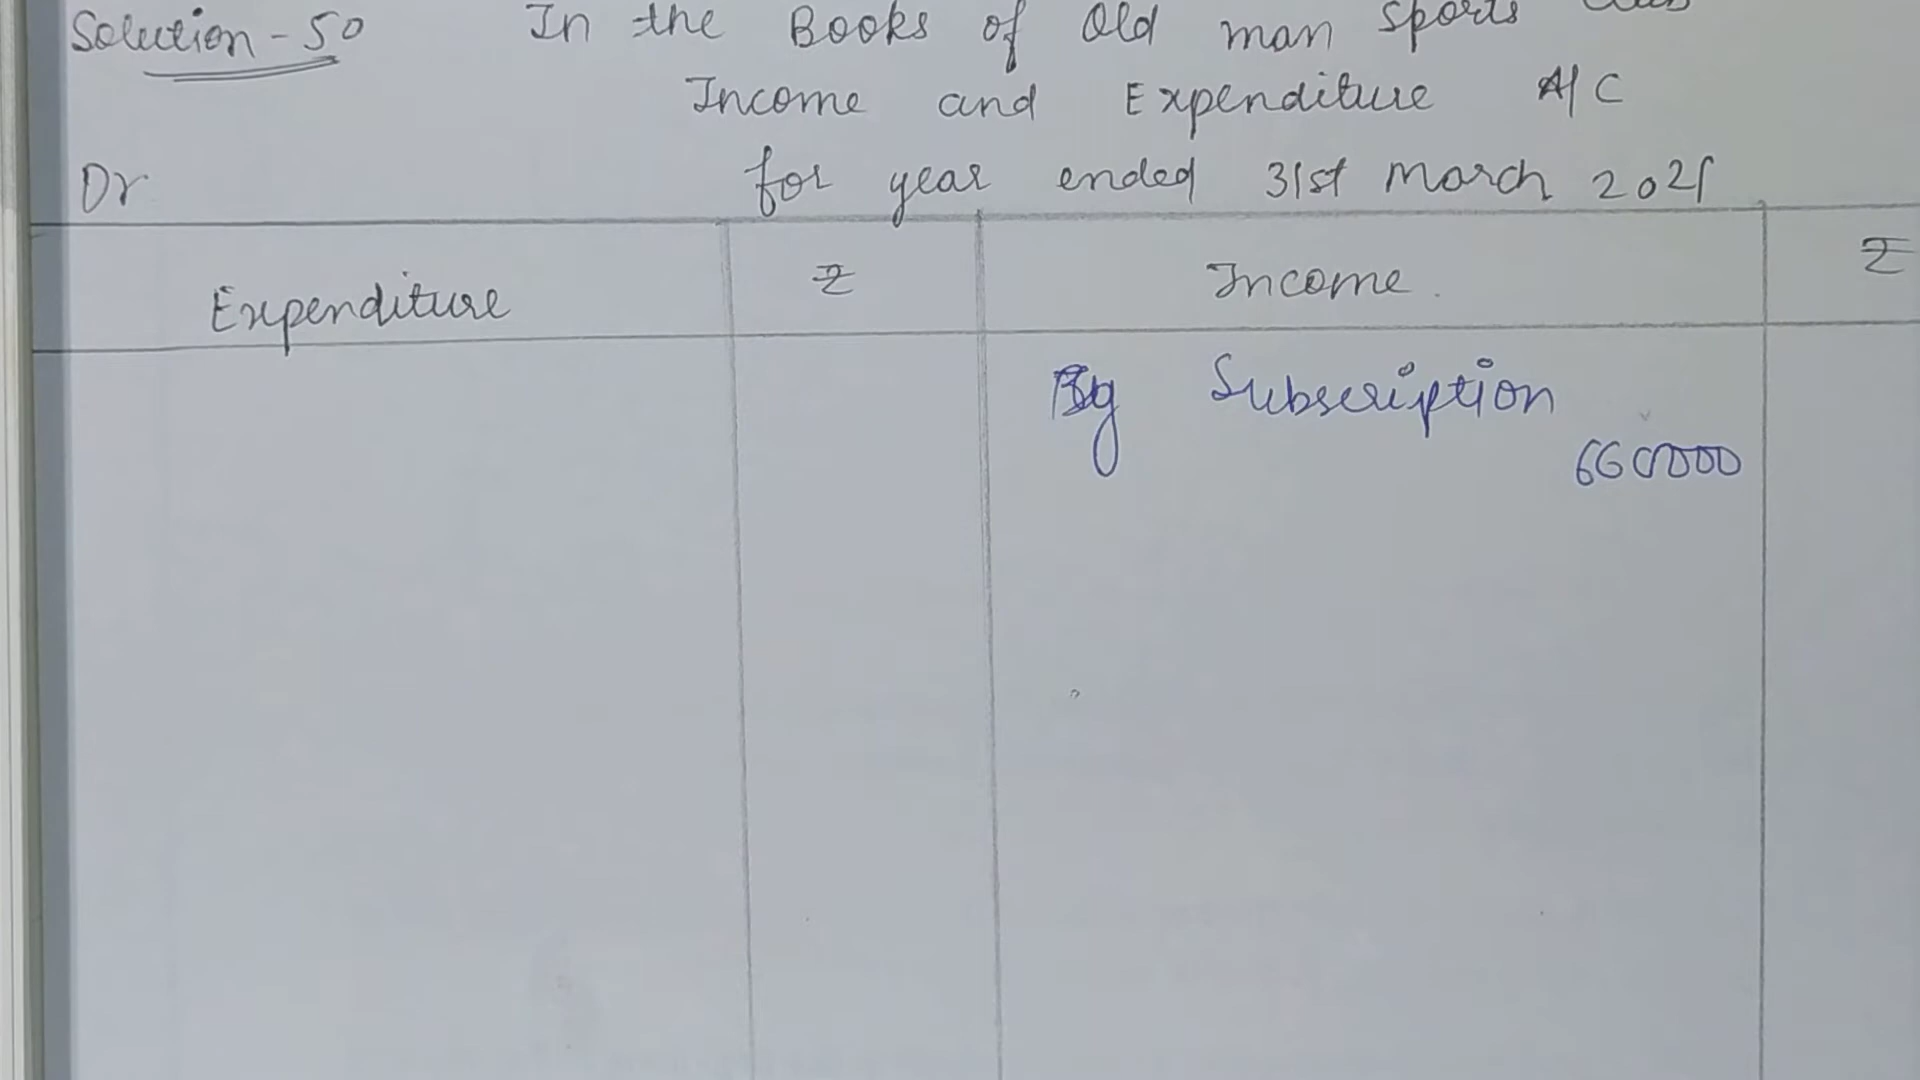 Solution - 50 In the Books of Old man Sports Club
Income and Expenditure A/C
Dr for year ended 31st March 2021
Expenditure ₹ Income ₹
By Subscription
660000